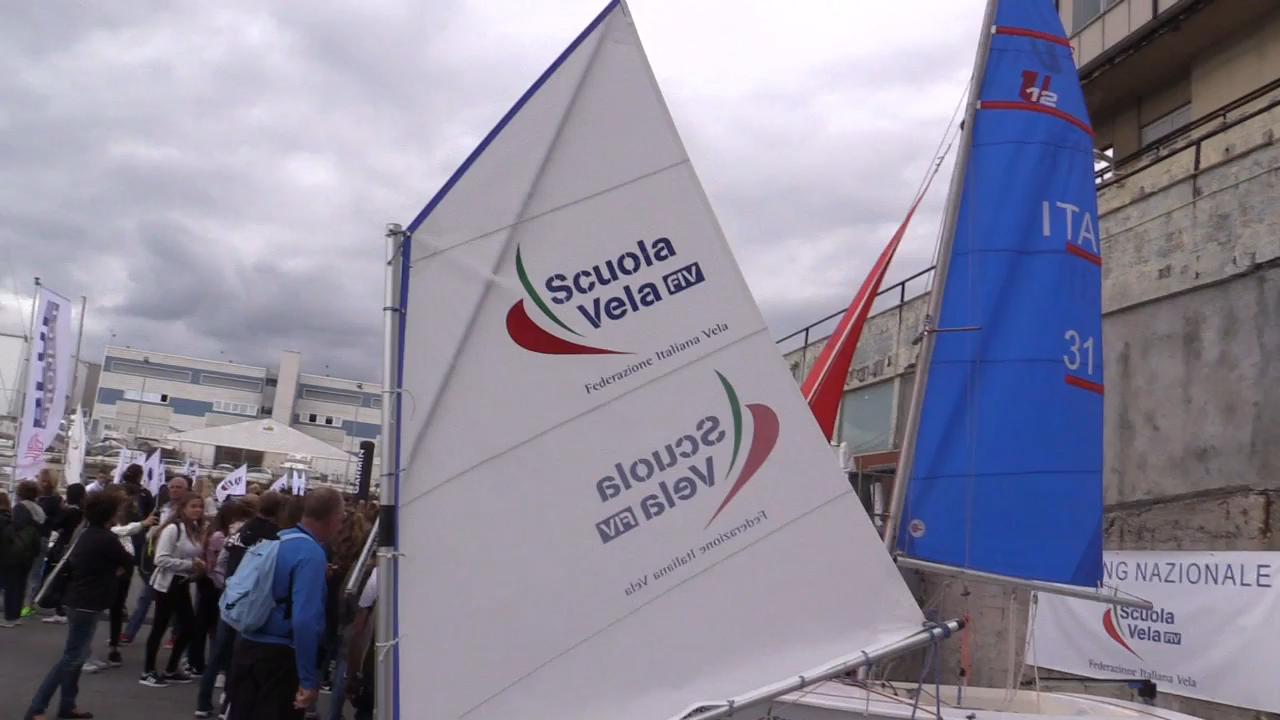 U
12
ITA
31
Scuola
Vela FIV
Federazione Italiana Vela
Scuola
Vela FIV
Federazione Italiana Vela
GARMIN
NG NAZIONALE
Scuola
Vela FIV
Federazione Italiana Vela